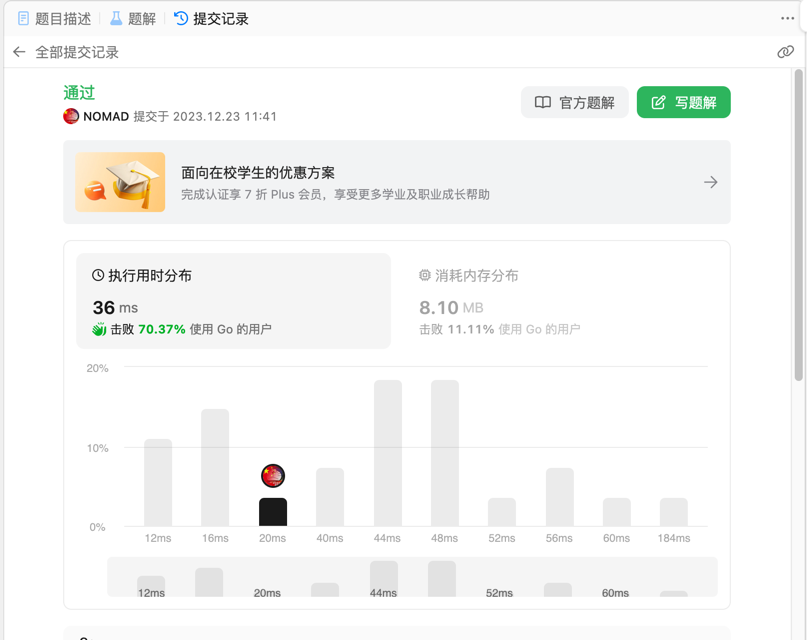 题目描述 题解 提交记录
全部提交记录
通过
NOMAD 提交于 2023.12.23 11:41
官方题解
写题解
面向在校学生的优惠方案
完成认证享 7 折 Plus 会员，享受更多学业及职业成长帮助
执行用时分布
36 ms
击败 70.37% 使用 Go 的用户
消耗内存分布
8.10 MB
击败 11.11% 使用 Go 的用户
20%
10%
0%
12ms 16ms 20ms 40ms 44ms 48ms 52ms 56ms 60ms 184ms
12ms 20ms 44ms 52ms 60ms